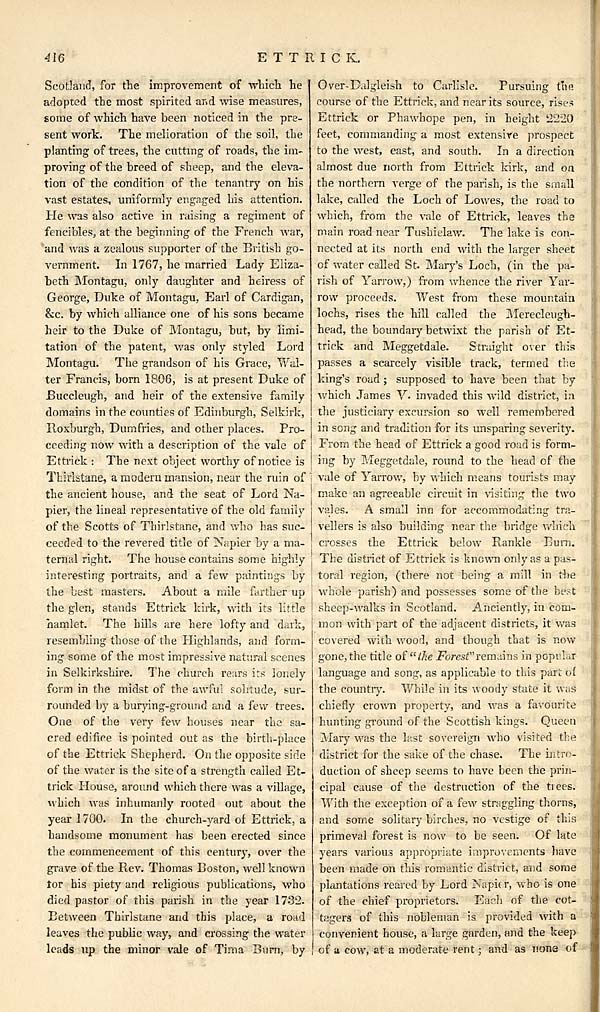 416
ETTRICK.
Scotland, for the improvement of which he
adopted the most spirited and wise measures,
some of which have been noticed in the pre-
sent work. The melioration of the soil, the
planting of trees, the cutting of roads, the im-
proving of the breed of sheep, and the eleva-
tion of the condition of the tenantry on his
vast estates, uniformly engaged his attention.
He was also active in raising a regiment of
fencibles, at the beginning of the French war,
and was a zealous supporter of the British go-
vernment. In 1767, he married Lady Eliza-
beth Montagu, only daughter and heiress of
George, Duke of Montagu, Earl of Cardigan,
&c. by which alliance one of his sons became
heir to the Duke of Montagu, but, by limi-
tation of the patent, was only styled Lord
Montagu. The grandson of his Grace, Wal-
ter Francis, born 1806, is at present Duke of
Buccleugh, and heir of the extensive family
domains in the counties of Edinburgh, Selkirk,
Roxburgh, Dumfries, and other places. Pro-
ceeding now with a description of the vale of
Ettrick : The next object worthy of notice is
Thirlstane, a modern mansion, near the ruin of
the ancient house, and the seat of Lord Na-
pier, the lineal representative of the old family
of the Scotts of Thirlstane, and who has suc-
ceeded to the revered title of Napier by a ma-
ternal right. The house contains some highly
interesting portraits, and a few paintings by
the best masters. About a mile farther up
the glen, stands Ettrick kirk, with its little
hamlet. The hills are here lofty and dark,
resembling those of the Highlands, and form-
ing some of the most impressive natural scenes
in Selkirkshire. The church rears its lonely
form in the midst of the awful solitude, sur-
rounded by a burying-ground and a few trees.
One of the very few houses near the sa-
cred edifice is pointed out as the birth-place
of the Ettrick Shepherd. On the opposite side
of the water is the site of a strength called Et-
trick House, around which there was a village,
which was inhumanly rooted out about the
year 1700. In the church-yard of Ettrick, a
handsome monument has been erected since
the commencement of this century, over the
grave of the Rev. Thomas Boston, well known
for his piety and religious publications, who
died pastor of this parish in the year 1732.
Between Thirlstane and this place, a road
leaves the public way, and crossing the water
leads up the minor vale of Tima Burn, by
Over-Dalgleish to Carlisle. Pursuing the
course of the Ettrick, and near its source, rises
Ettrick or Phawhope pen, in height 2220
feet, commanding a most extensive prospect
to the west, east, and south. In a direction
almost due north from Ettrick kirk, and on
the northern verge of the parish, is the small
lake, called the Loch of Lowes, the road to
which, from the vale of Ettrick, leaves the
main road near Tushielaw. The lake is con-
nected at its north end with the larger sheet
of water called St. Mary's Loch, (in the pa-
rish of Yarrow,) from whence the river Yar-
row proceeds. West from these mountain
lochs, rises the hill called the Merecleugh-
head, the boundary betwixt the parish of Et-
trick and Meggetdale. Straight over this
passes a scarcely visible track, termed the
king's road ; supposed to have been that by
which James V. invaded this wild district, in
the justiciary excursion so well remembered
in song and tradition for its unsparing severity.
From the head of Ettrick a good road is form-
ing by Meggetdale, round to the head of the
vale of Yarrow, by which means tourists may
make an agreeable circuit in visiting the two
vales. A small inn for accommodating tra-
vellers is also building near the bridge which
crosses the Ettrick below Rankle Burn.
The district of Ettrick is known only as a pas-
toral region, (there not being a mill in the
whole parish) and possesses some of the best
sheep-walks in Scotland. Anciently, in com-
mon with part of the adjacent districts, it was
covered with wood, and though that is now
gone, the title of "the Forest" remains in popular
language and song, as applicable to this part of
the country. While in its woody state it was
chiefly crown property, and was a favourite
hunting ground of the Scottish kings. Queen
Mary was the last sovereign who visited the
district for the sake of the chase. The intro-
duction of sheep seems to have been the prin-
cipal cause of the destruction of the trees.
With the exception of a few straggling thorns,
and some solitary birches, no vestige of this
primeval forest is now to be seen. Of late
years various appropriate improvements have
been made on this romantic district, and some
plantations reared by Lord Napier, who is one
of the chief proprietors. Each of the cot-
tagers of this nobleman is provided with a
convenient house, a large garden, and the keep
of a cow, at a moderate rent ; and as none of